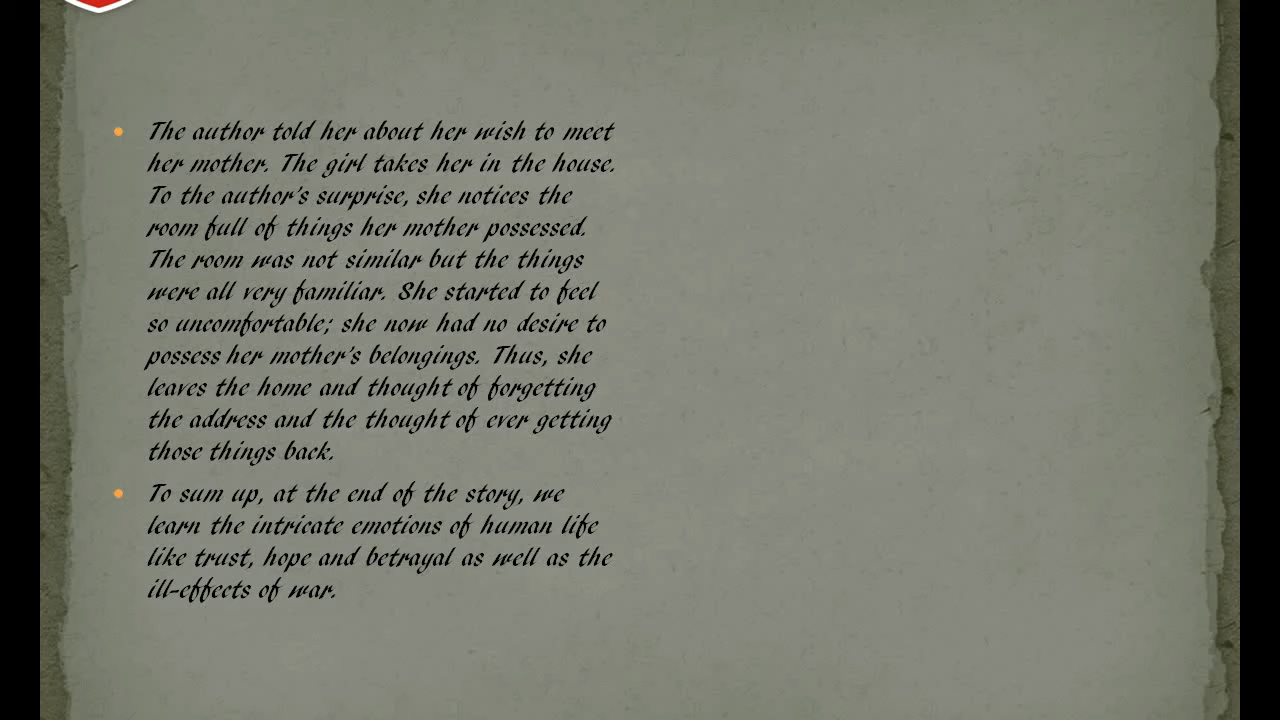 The author told her about her wish to meet
her mother. The girl takes her in the house.
To the author's surprise, she notices the
room full of things her mother possessed.
The room was not similar but the things
were all very familiar. She started to feel
so uncomfortable; she now had no desire to
possess her mother's belongings. Thus, she
leaves the home and thought of forgetting
the address and the thought of ever getting
those things back.
To sum up, at the end of the story, we
learn the intricate emotions of human life
like trust, hope and betrayal as well as the
ill-effects of war.